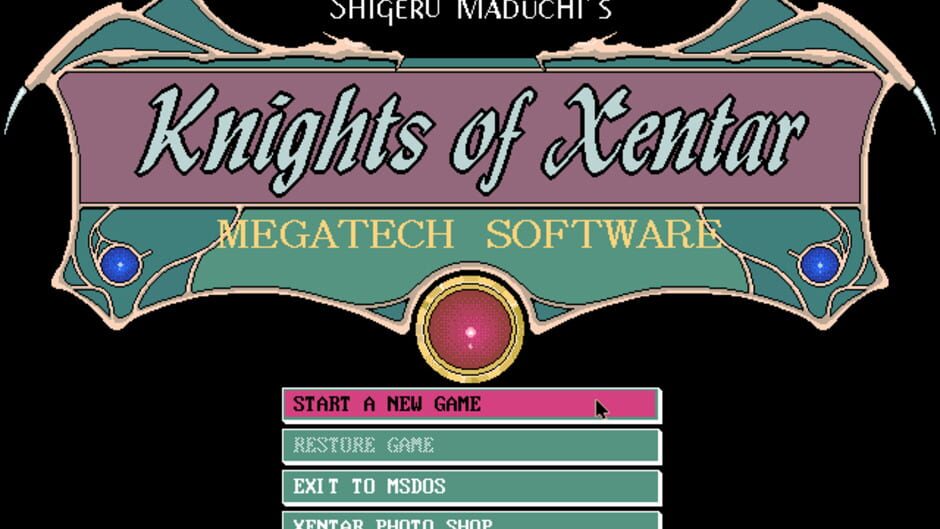 SHIGERU MADUCHI'S
Knights of Xentar
MEGATECH SOFTWARE
START A NEW GAME
RESTORE GAME
EXIT TO MSDOS
XENTAR PHOTO SHOP